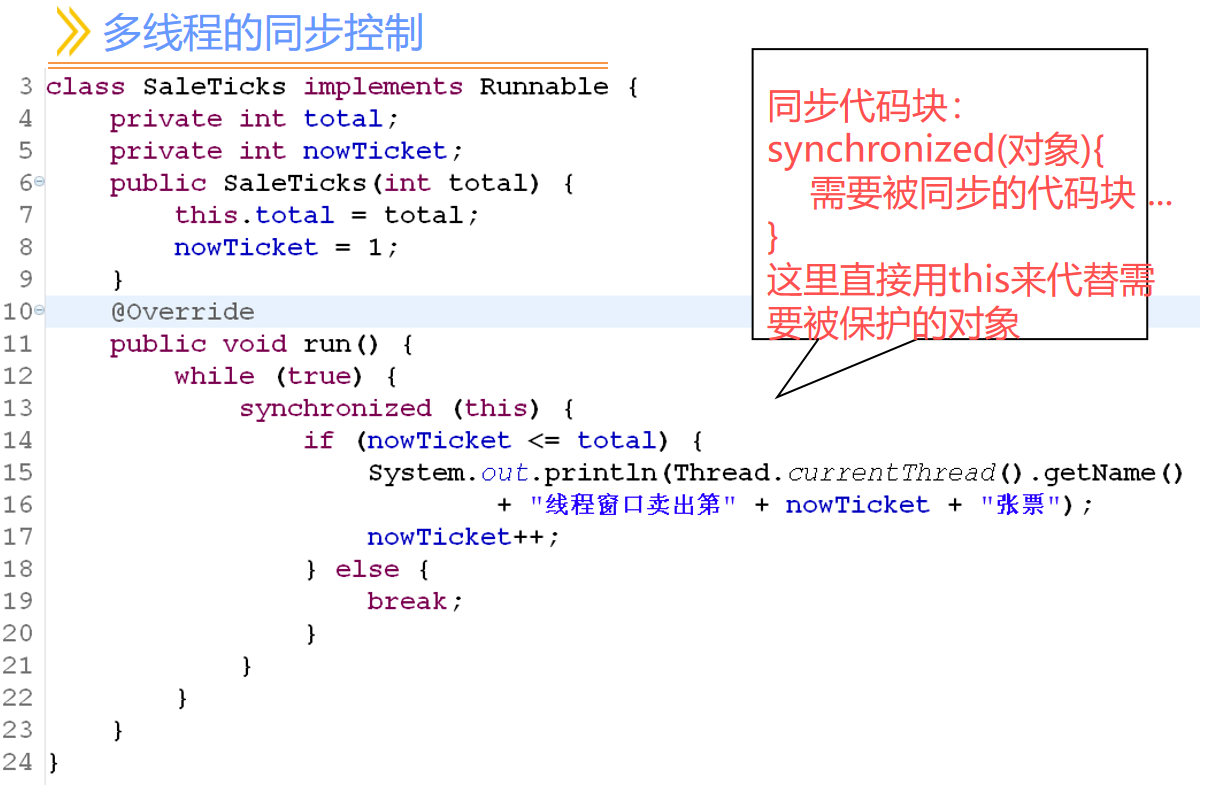 多线程的同步控制
同步代码块：
synchronized(对象){
需要被同步的代码块 ...
}
这里直接用this来代替需
要被保护的对象
3 class SaleTicks implements Runnable {
4     private int total;
5     private int nowTicket;
6     public SaleTicks(int total) {
7         this.total = total;
8         nowTicket = 1;
9     }
10     @Override
11     public void run() {
12         while (true) {
13             synchronized (this) {
14                 if (nowTicket <= total) {
15                     System.out.println(Thread.currentThread().getName()
16                             + "线程窗口卖出第" + nowTicket + "张票");
17                     nowTicket++;
18                 } else {
19                     break;
20                 }
21             }
22         }
23     }
24 }